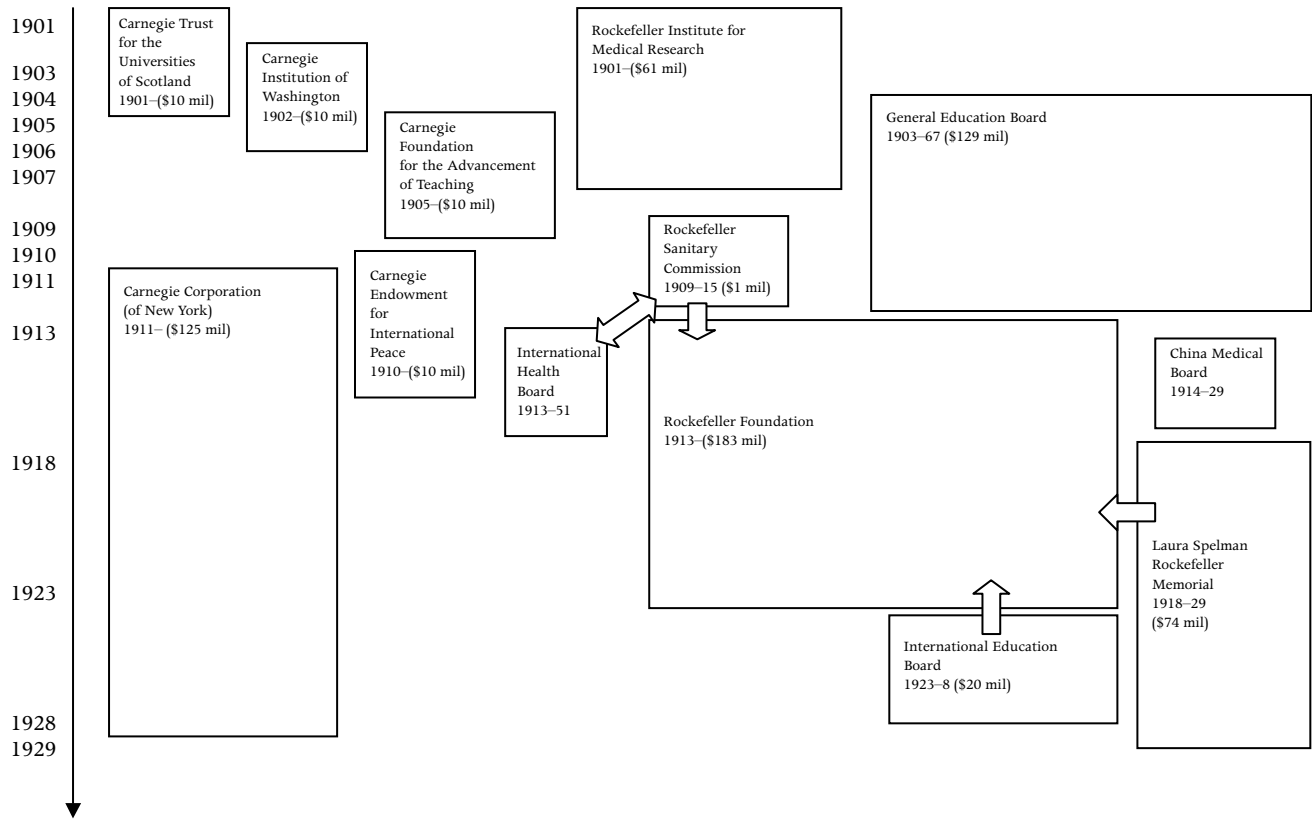 1901
1903
1904
1905
1906
1907
1909
1910
1911
1913
1918
1923
1928
1929
Carnegie Trust
for the
Universities
of Scotland
1901–($10 mil)
Carnegie
Institution of
Washington
1902–($10 mil)
Carnegie
Foundation
for the Advancement
of Teaching
1905–($10 mil)
Rockefeller Institute for
Medical Research
1901–($61 mil)
General Education Board
1903–67 ($129 mil)
Rockefeller
Sanitary
Commission
1909–15 ($1 mil)
Carnegie Corporation
(of New York)
1911– ($125 mil)
Carnegie
Endowment
for
International
Peace
1910–($10 mil)
International
Health
Board
1913–51
Rockefeller Foundation
1913–($183 mil)
China Medical
Board
1914–29
Laura Spelman
Rockefeller
Memorial
1918–29
($74 mil)
International Education
Board
1923–8 ($20 mil)